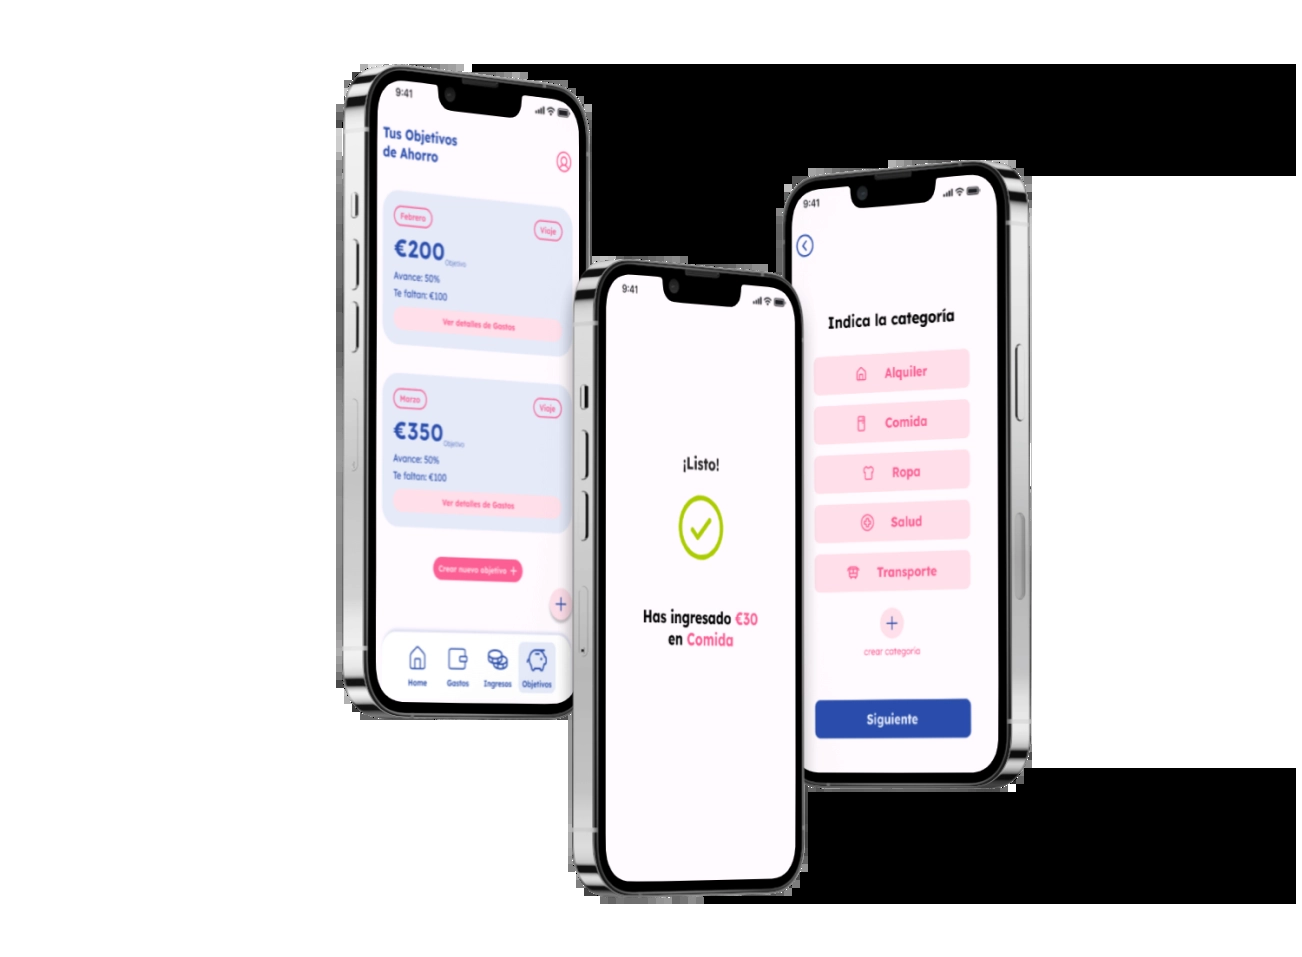 9:41
Tus Objetivos
de Ahorro
Febrero
Viaje
€200
Objetivo
Avance: 50%
Te faltan: €100
Ver detalles de Gastos
Marzo
Viaje
€350
Objetivo
Avance: 50%
Te faltan: €100
Ver detalles de Gastos
Crear nuevo objetivo +
+
Home
Gastos
Ingresos
Objetivos
9:41
¡Listo!
Has ingresado €30
en Comida
9:41
Indica la categoría
Alquiler
Comida
Ropa
Salud
Transporte
+
crear categoría
Siguiente